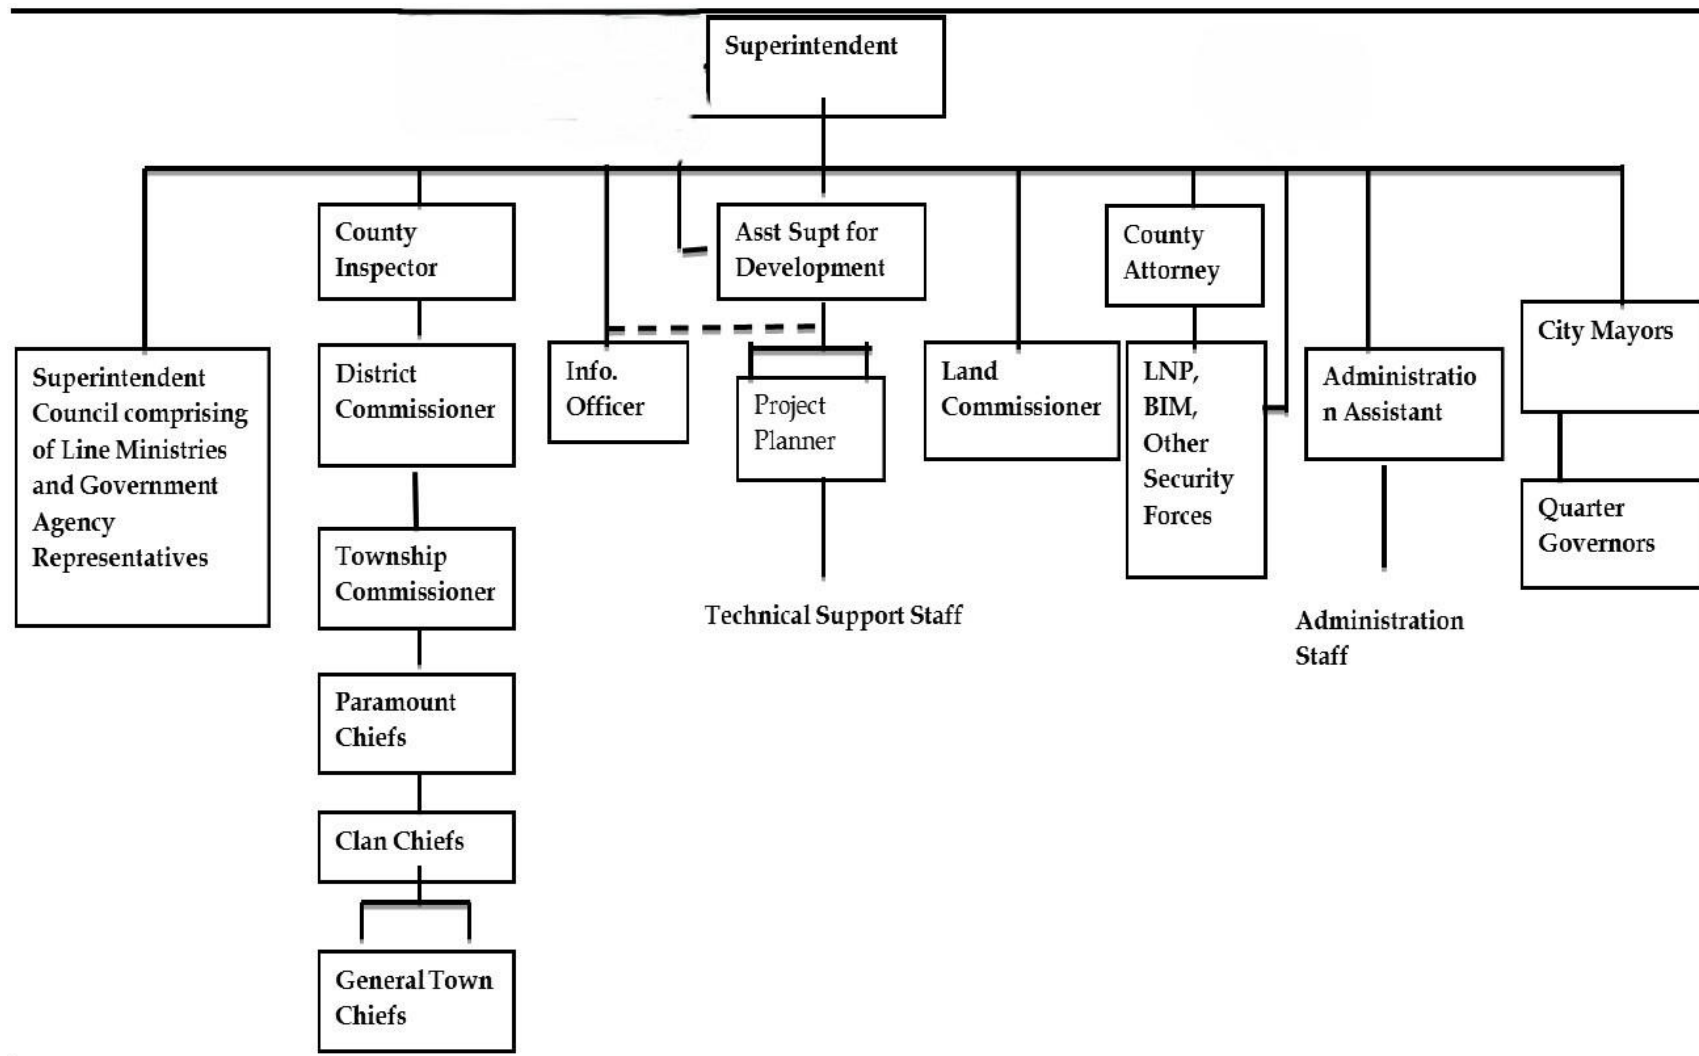 Superintendent
County
Inspector
Asst Supt for
Development
County
Attorney
City Mayors
Superintendent
Council comprising
of Line Ministries
and Government
Agency
Representatives
District
Commissioner
Info.
Officer
Project
Planner
Land
Commissioner
LNP,
BIM,
Other
Security
Forces
Administratio
n Assistant
Quarter
Governors
Township
Commissioner
Technical Support Staff
Administration
Staff
Paramount
Chiefs
Clan Chiefs
General Town
Chiefs